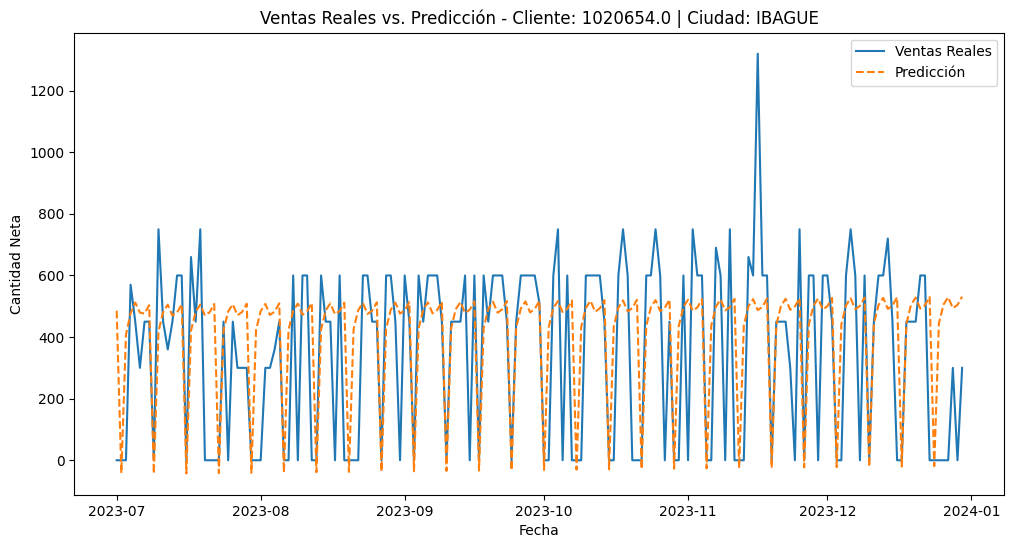 Ventas Reales vs. Predicción - Cliente: 1020654.0 | Ciudad: IBAGUE
Ventas Reales
Predicción
1200
1000
800
600
400
200
0
Cantidad Neta
2023-07
2023-08
2023-09
2023-10
2023-11
2023-12
2024-01
Fecha